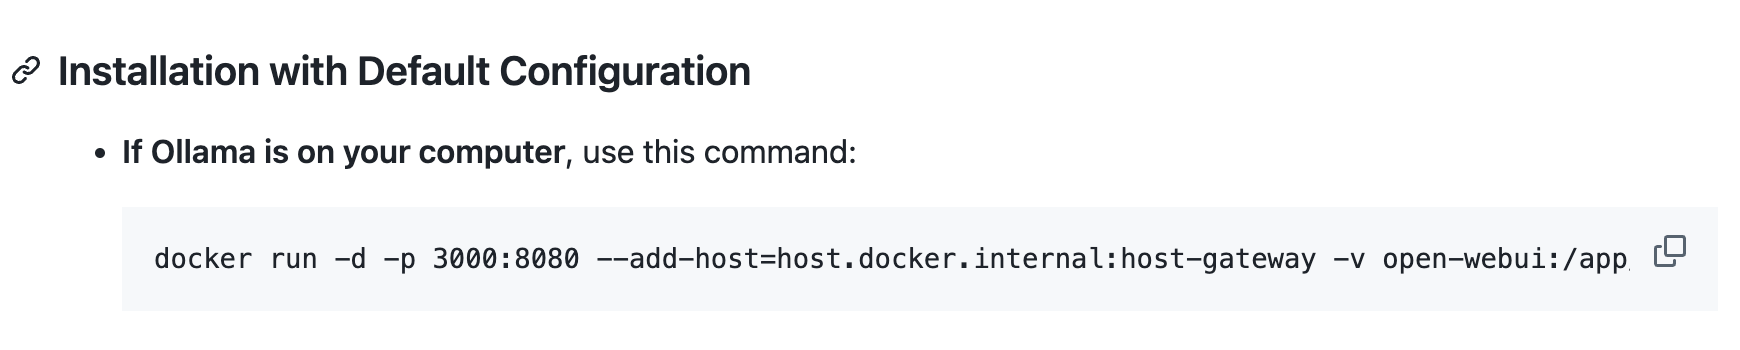 Installation with Default Configuration
• If Ollama is on your computer, use this command:
docker run -d -p 3000:8080 --add-host=host.docker.internal:host-gateway -v open-webui:/app